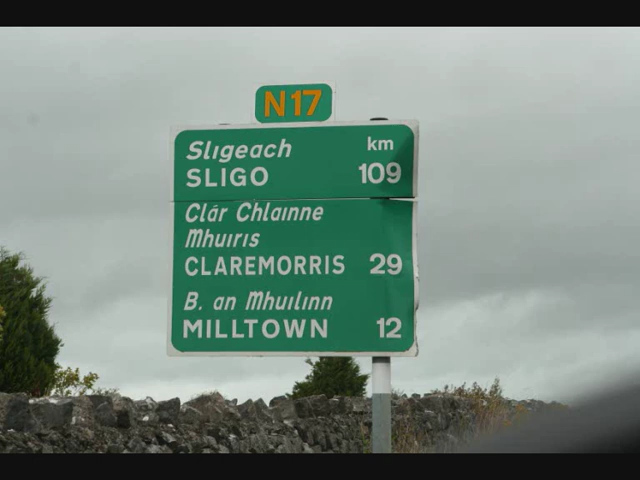 N17
Sligeach km
SLIGO 109
Clár Chlainne
Mhuiris
CLAREMORRIS 29
B. an Mhuilinn
MILLTOWN 12